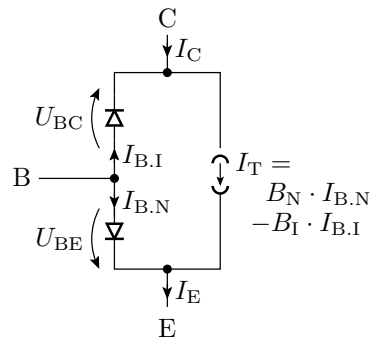 C
I_C
U_BC
I_B.I
B
I_T =
B_N · I_B.N
−B_I · I_B.I
I_B.N
U_BE
I_E
E